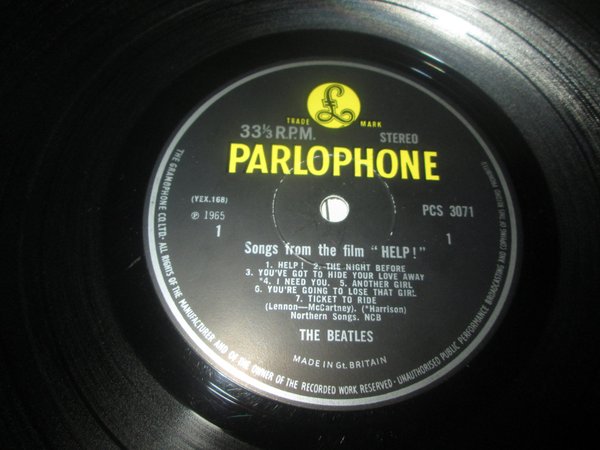 £
TRADE MARK
33⅓ R.P.M. STEREO
PARLOPHONE
(YEX.168)
℗ 1965
PCS 3071
1 1
Songs from the film "HELP!"
1. HELP! 2. THE NIGHT BEFORE
3. YOU'VE GOT TO HIDE YOUR LOVE AWAY
*4. I NEED YOU. 5. ANOTHER GIRL
6. YOU'RE GOING TO LOSE THAT GIRL
7. TICKET TO RIDE
(Lennon—McCartney). (*Harrison)
Northern Songs. NCB
THE BEATLES
MADE IN Gt. BRITAIN
THE GRAMOPHONE CO. LTD. · ALL RIGHTS OF THE MANUFACTURER AND OF THE OWNER OF THE RECORDED WORK RESERVED · UNAUTHORISED PUBLIC PERFORMANCE BROADCASTING AND COPYING OF THIS RECORD PROHIBITED